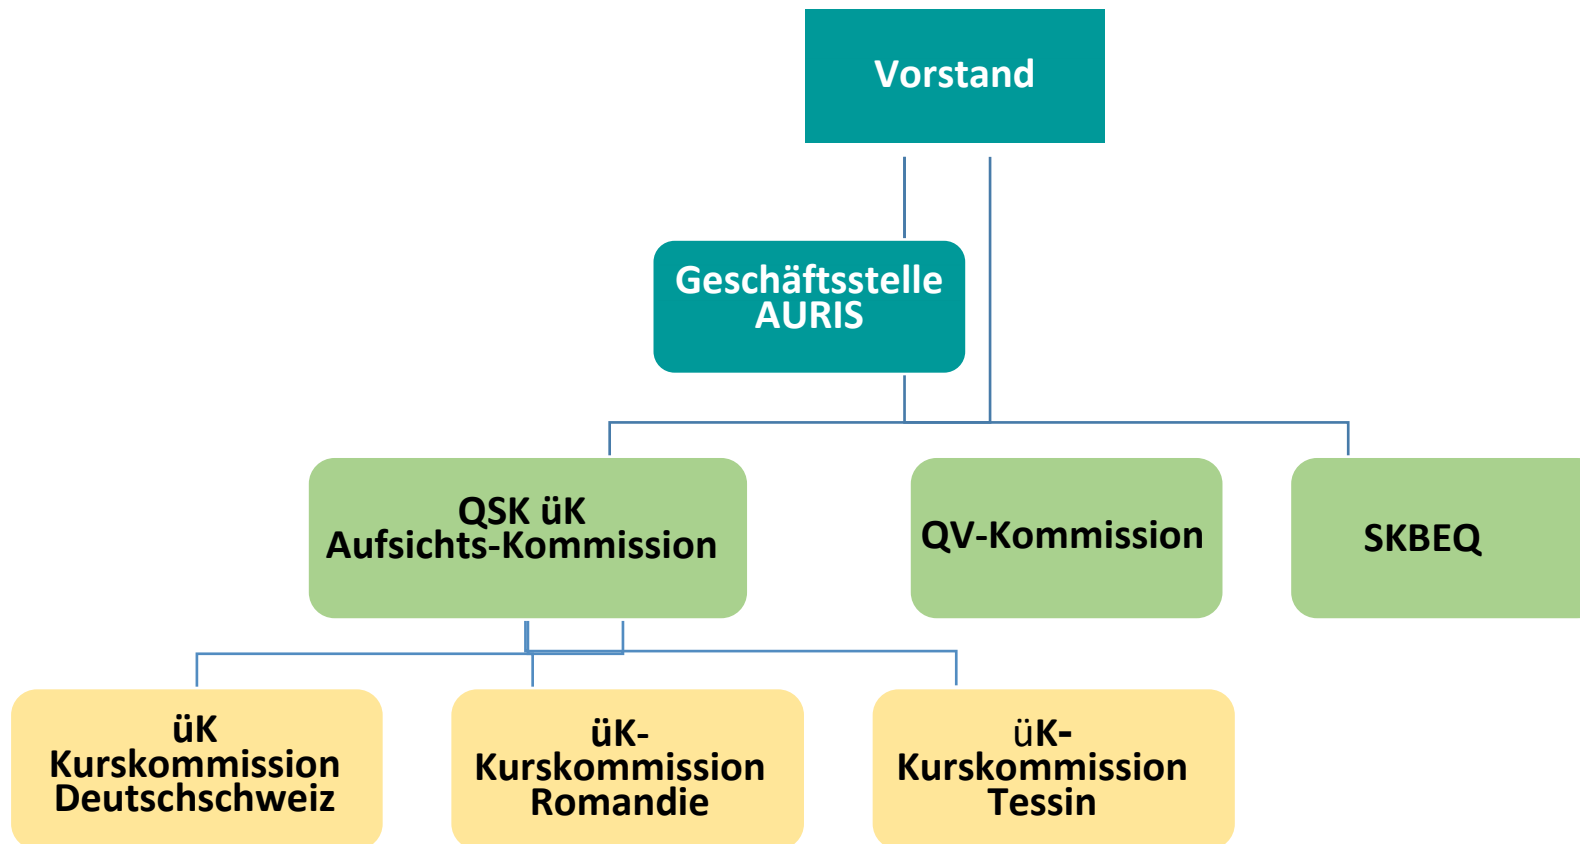 Vorstand
Geschäftsstelle
AURIS
QSK üK
Aufsichts-Kommission
QV-Kommission
SKBEQ
üK
Kurskommission
Deutschschweiz
üK-
Kurskommission
Romandie
üK-
Kurskommission
Tessin